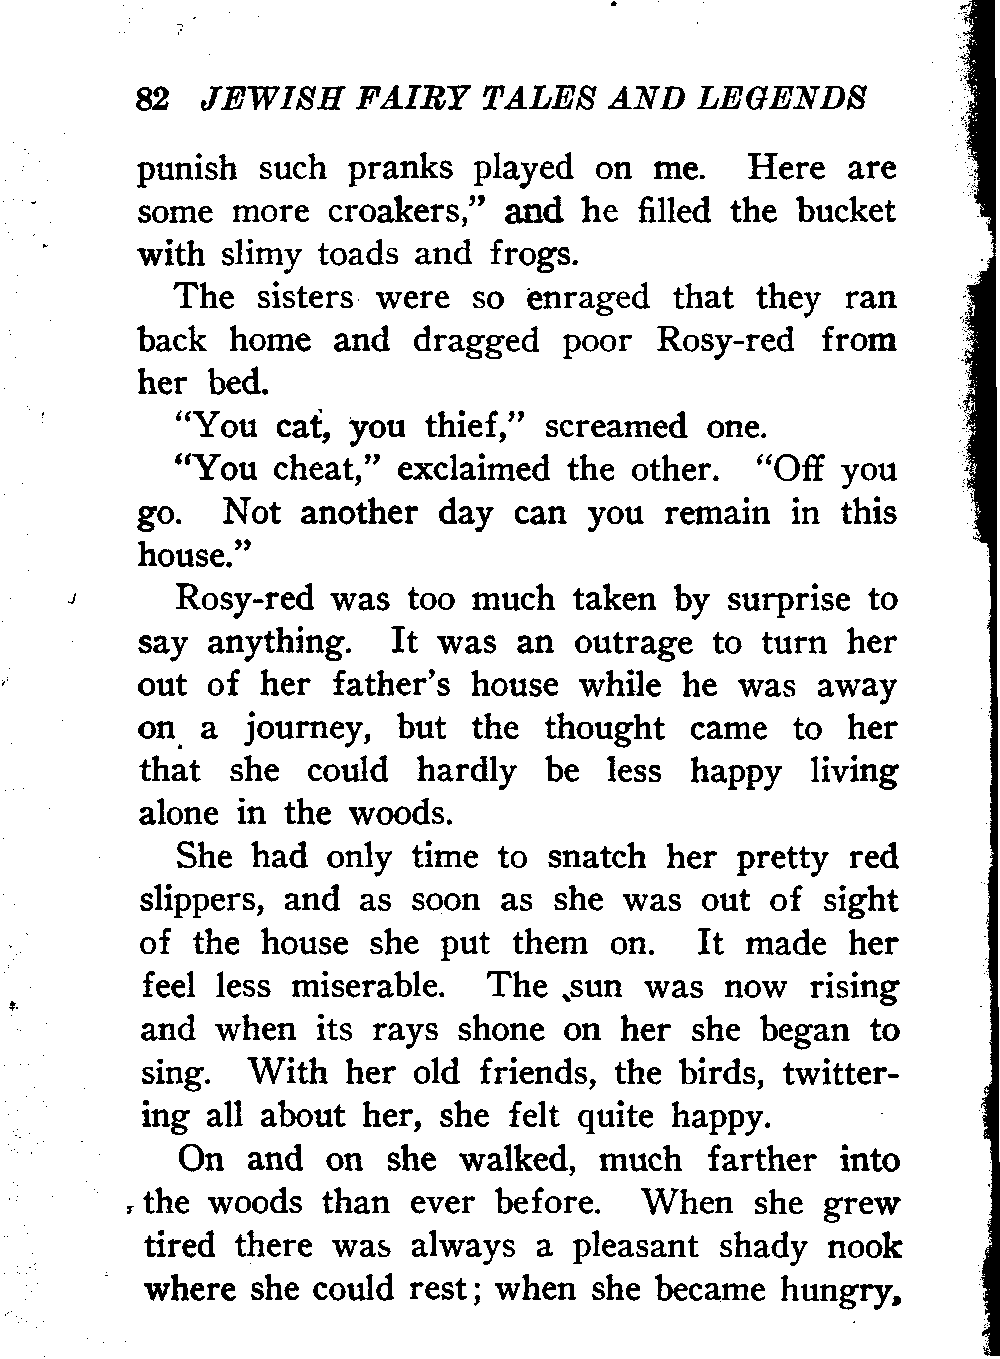 82 JEWISH FAIRY TALES AND LEGENDS
punish such pranks played on me. Here are
some more croakers,” and he filled the bucket
with slimy toads and frogs.
The sisters were so enraged that they ran
back home and dragged poor Rosy-red from
her bed.
“You cat, you thief,” screamed one.
“You cheat,” exclaimed the other. “Off you
go. Not another day can you remain in this
house.”
Rosy-red was too much taken by surprise to
say anything. It was an outrage to turn her
out of her father’s house while he was away
on a journey, but the thought came to her
that she could hardly be less happy living
alone in the woods.
She had only time to snatch her pretty red
slippers, and as soon as she was out of sight
of the house she put them on. It made her
feel less miserable. The sun was now rising
and when its rays shone on her she began to
sing. With her old friends, the birds, twitter-
ing all about her, she felt quite happy.
On and on she walked, much farther into
the woods than ever before. When she grew
tired there was always a pleasant shady nook
where she could rest; when she became hungry,